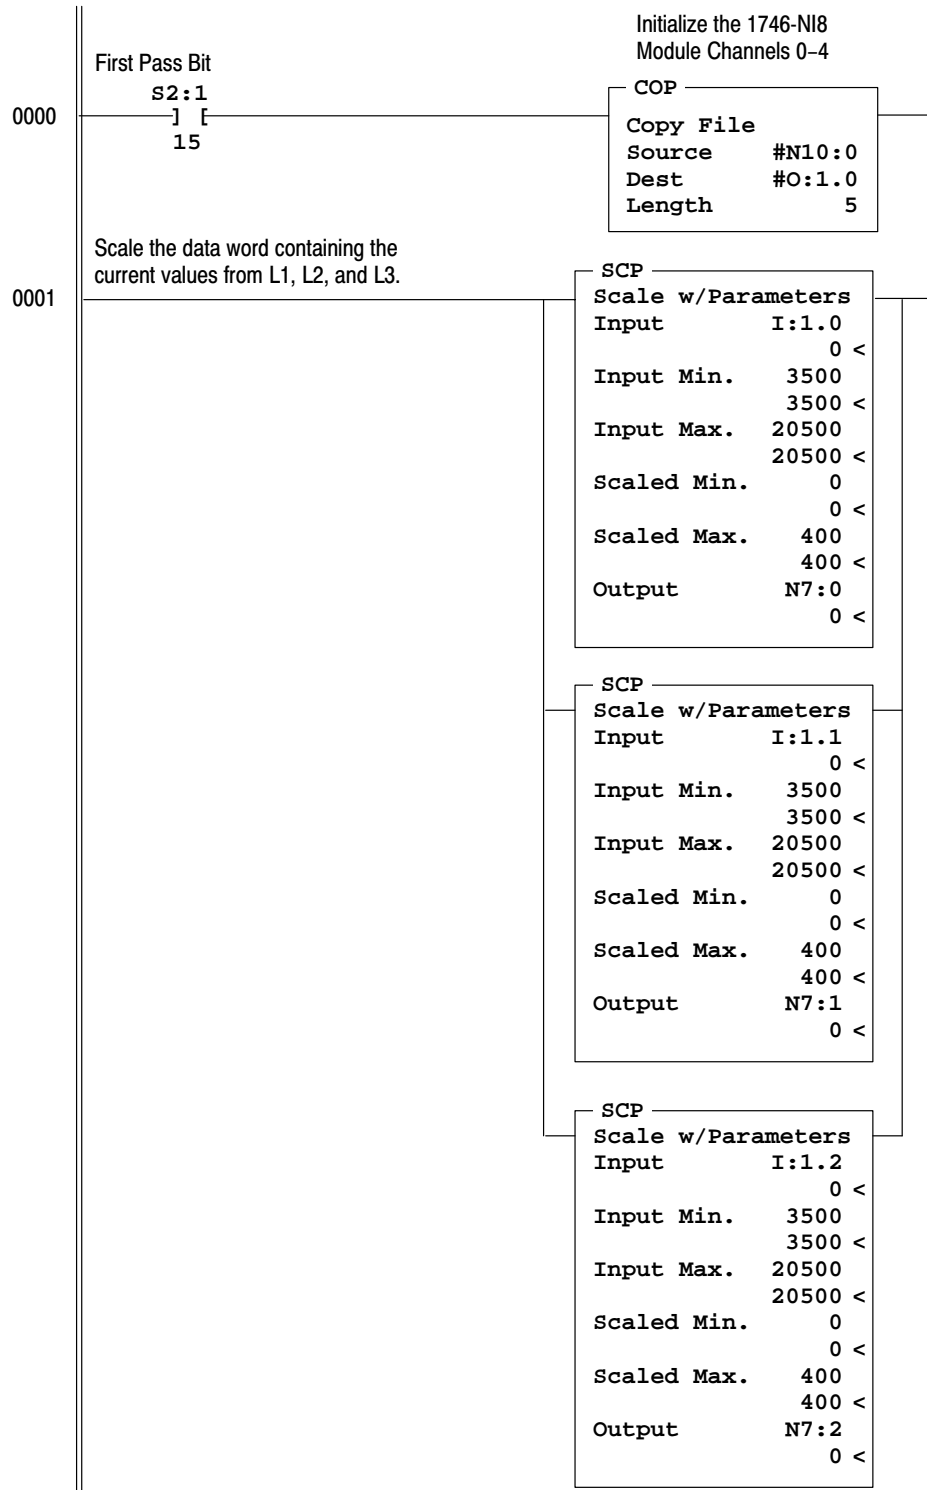 Initialize the 1746-NI8
Module Channels 0–4
First Pass Bit
S2:1
COP
0000
] [
15
Copy File
Source #N10:0
Dest #O:1.0
Length 5
Scale the data word containing the
current values from L1, L2, and L3.
SCP
0001
Scale w/Parameters
Input I:1.0
0 <
Input Min. 3500
3500 <
Input Max. 20500
20500 <
Scaled Min. 0
0 <
Scaled Max. 400
400 <
Output N7:0
0 <
SCP
Scale w/Parameters
Input I:1.1
0 <
Input Min. 3500
3500 <
Input Max. 20500
20500 <
Scaled Min. 0
0 <
Scaled Max. 400
400 <
Output N7:1
0 <
SCP
Scale w/Parameters
Input I:1.2
0 <
Input Min. 3500
3500 <
Input Max. 20500
20500 <
Scaled Min. 0
0 <
Scaled Max. 400
400 <
Output N7:2
0 <